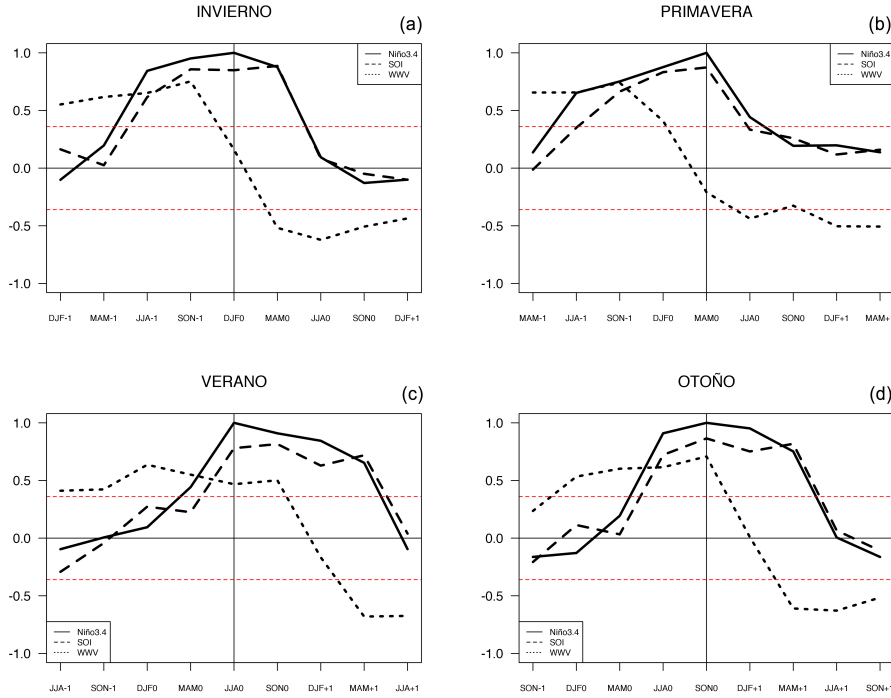 INVIERNO
(a)
1.0
0.5
0.0
-0.5
-1.0
Niño3.4
SOI
WWV
DJF-1 MAM-1 JJA-1 SON-1 DJF0 MAM0 JJA0 SON0 DJF+1
PRIMAVERA
(b)
1.0
0.5
0.0
-0.5
-1.0
Niño3.4
SOI
WWV
MAM-1 JJA-1 SON-1 DJF0 MAM0 JJA0 SON0 DJF+1 MAM+
VERANO
(c)
1.0
0.5
0.0
-0.5
-1.0
Niño3.4
SOI
WWV
JJA-1 SON-1 DJF0 MAM0 JJA0 SON0 DJF+1 MAM+1 JJA+1
OTOÑO
(d)
1.0
0.5
0.0
-0.5
-1.0
Niño3.4
SOI
WWV
SON-1 DJF0 MAM0 JJA0 SON0 DJF+1 MAM+1 JJA+1 SON+1